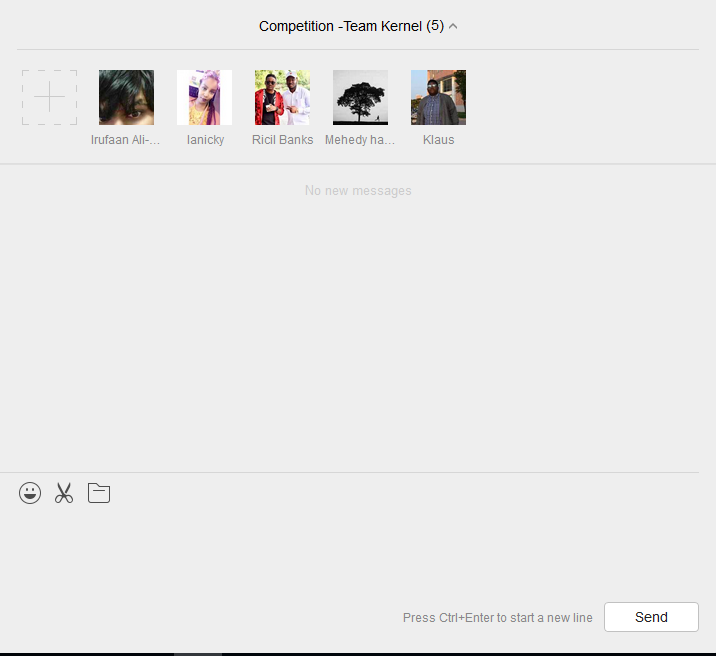 Competition -Team Kernel (5)
Irufaan Ali-... Ianicky Ricil Banks Mehedy ha... Klaus
No new messages
Press Ctrl+Enter to start a new line Send